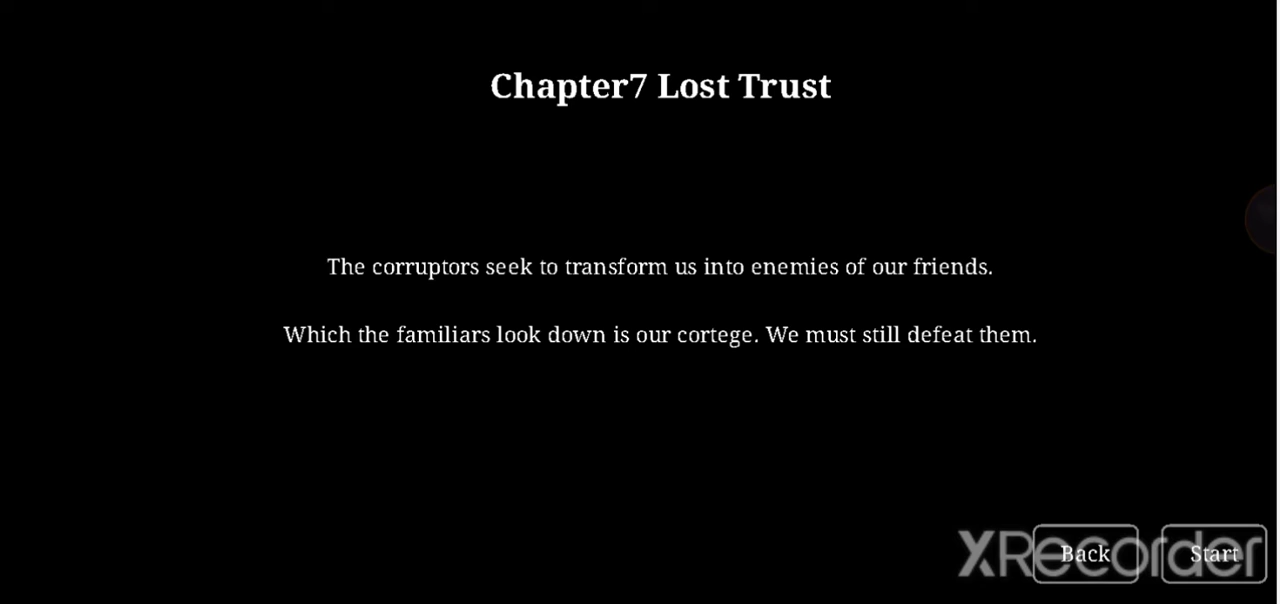 Chapter7 Lost Trust
The corruptors seek to transform us into enemies of our friends.
Which the familiars look down is our cortege. We must still defeat them.
XRecorder
Back
Start